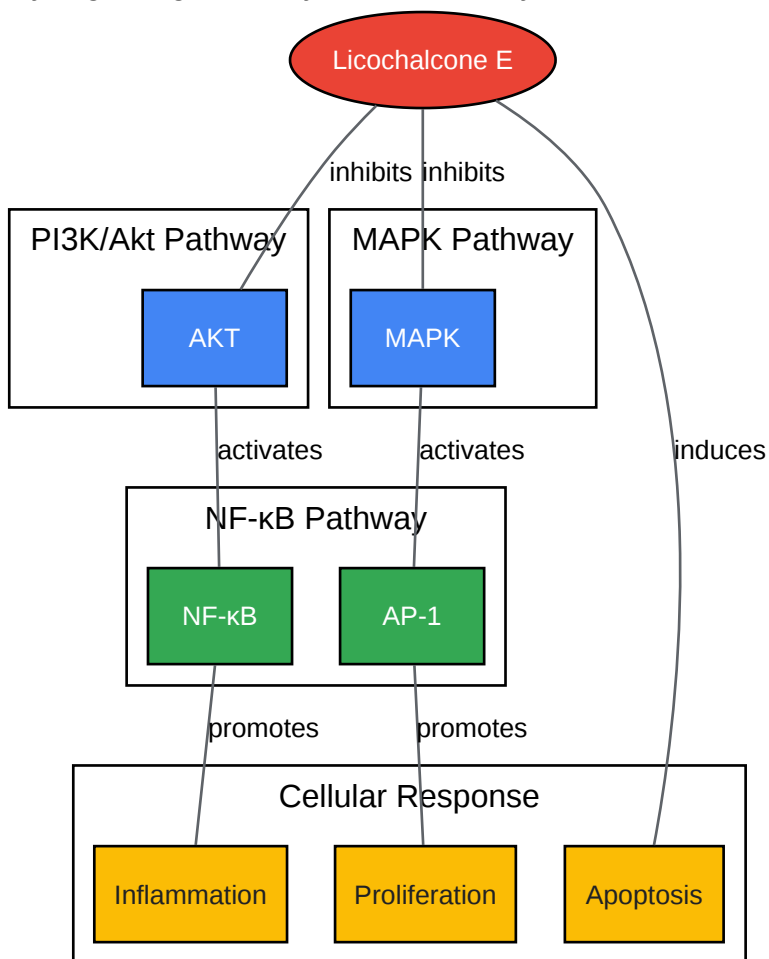 Licochalcone E
inhibits inhibits
PI3K/Akt Pathway MAPK Pathway
AKT MAPK
activates activates induces
NF-κB Pathway
NF-κB AP-1
promotes promotes
Cellular Response
Inflammation Proliferation Apoptosis